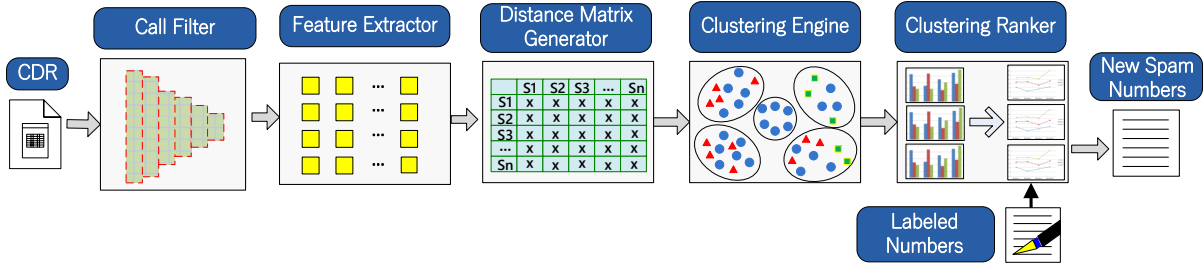 CDR
Call Filter
Feature Extractor
...
...
...
...
Distance Matrix
Generator
S1 S2 S3 ... Sn
S1 x x x x x
S2 x x x x x
S3 x x x x x
... x x x x x
Sn x x x x x
Clustering Engine
Clustering Ranker
Labeled
Numbers
New Spam
Numbers